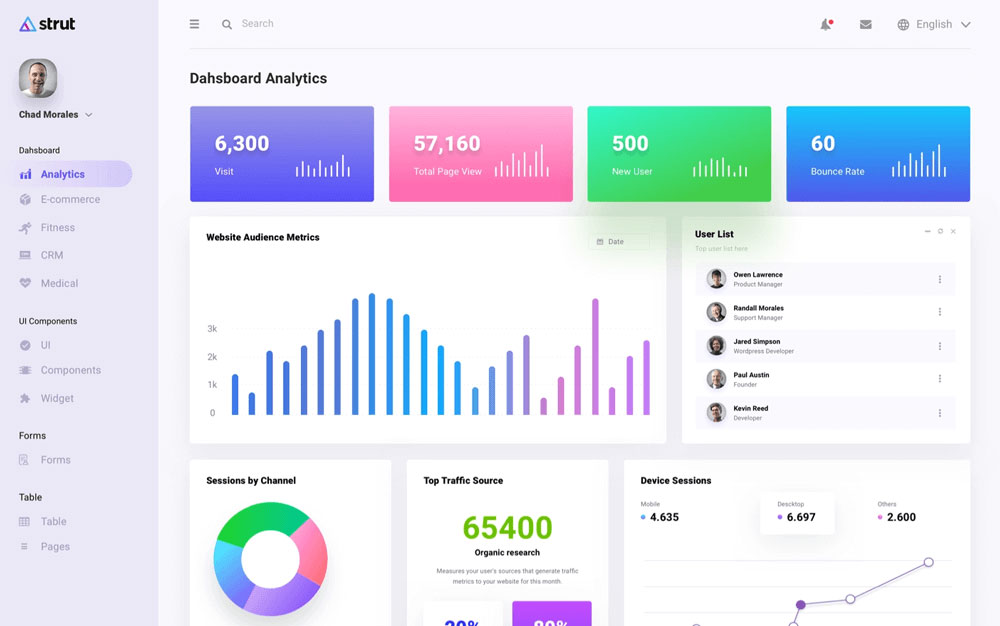 strut
Search
English
Chad Morales
Dahsboard
Analytics
E-commerce
Fitness
CRM
Medical
UI Components
UI
Components
Widget
Forms
Forms
Table
Table
Pages
Dahsboard Analytics
6,300
Visit
57,160
Total Page View
500
New User
60
Bounce Rate
Website Audience Metrics
Date
3k
2k
1k
0
User List
Top user list here
Owen Lawrence
Product Manager
Randall Morales
Support Manager
Jared Simpson
Wordpress Developer
Paul Austin
Founder
Kevin Reed
Developer
Sessions by Channel
Top Traffic Source
65400
Organic research
Measures your user's sources that generate traffic
metrics to your website for this month.
Device Sessions
Mobile
4.635
Descktop
6.697
Others
2.600